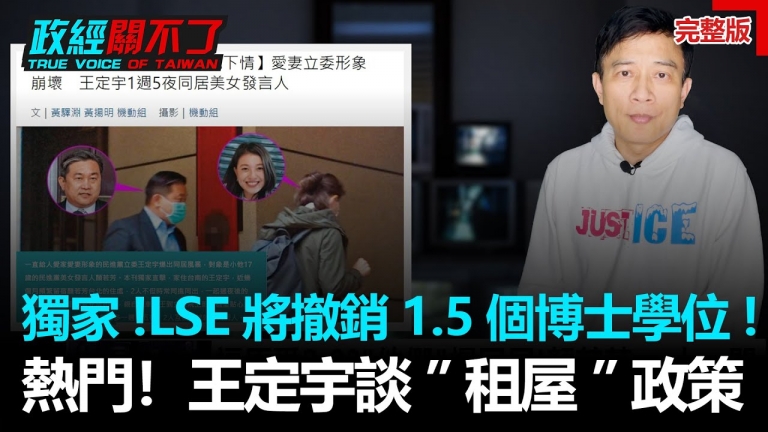 政經關不了
TRUE VOICE OF TAIWAN
完整版
下情】愛妻立委形象
崩壞 王定宇1週5夜同居美女發言人
文 | 黃驛淵 黃揚明 機動組 攝影 | 機動組
JUSTICE
獨家!LSE將撤銷1.5個博士學位!
熱門! 王定宇談"租屋"政策